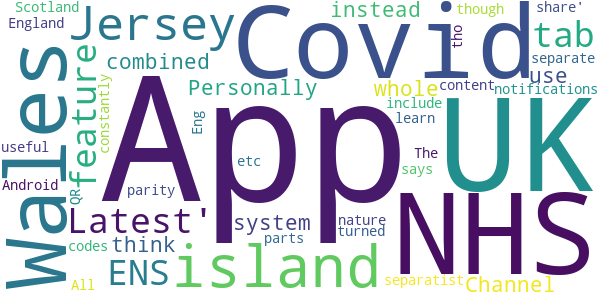 Scotland
England
Jersey
Covid
instead
though
share'
tho
tab
combined
separate
Wales
feature
constantly
Personally
whole
content
use
notifications
App
UK
include
learn
Eng
useful
The
etc
says
Android
QR
parity
NHS
Latest'
system
nature
turned
parts
codes
think
ENS
island
All
separatist
Channel